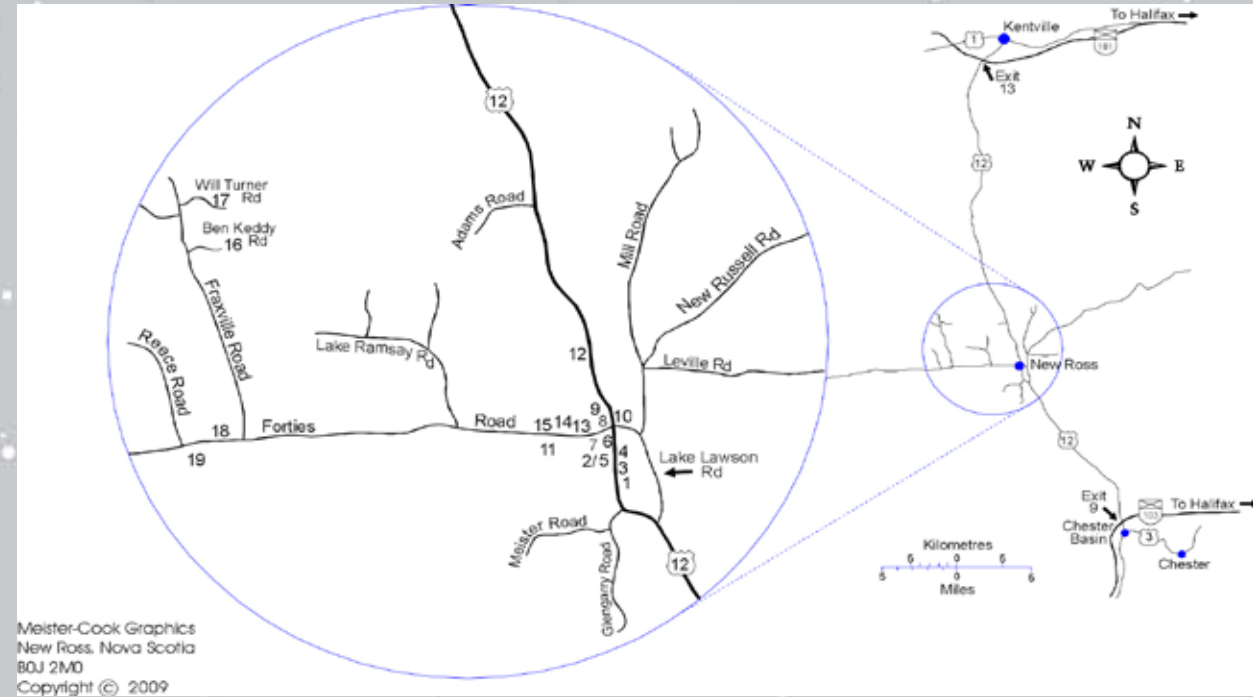 To Halifax
Kentville
1
101
Exit
13
12
N
W E
S
12
Will Turner
17 Rd
Ben Keddy
16 Rd
Adams Road
Mill Road
New Russell Rd
Fraxville Road
Reece Road
Lake Ramsay Rd
12
Leville Rd
New Ross
9
8
10
18
Forties
Road
15 14 13
7
6
11
2/ 5
4
3
1
19
Lake Lawson
Rd
12
Meister Road
Glengarry Road
12
Exit
9
103
To Halifax
Chester
Basin
3
Chester
Kilometres
5 0 5
5 0 5
Miles
Meister-Cook Graphics
New Ross, Nova Scotia
B0J 2M0
Copyright © 2009